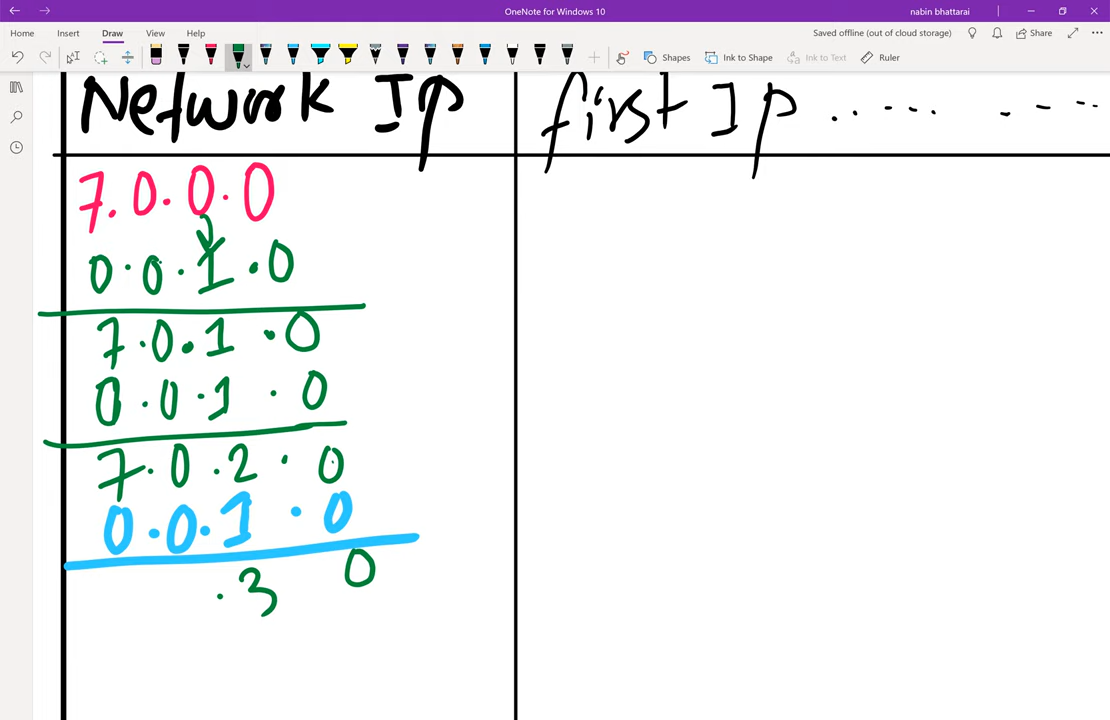 OneNote for Windows 10
nabin bhattarai
Home Insert Draw View Help
Saved offline (out of cloud storage)
Share
Shapes
Ink to Shape
Ink to Text
Ruler
Network Ip first Ip ..... ....
7.0.0.0
0.0.1.0
7.0.1.0
0.0.1.0
7.0.2.0
0.0.1.0
.3 0